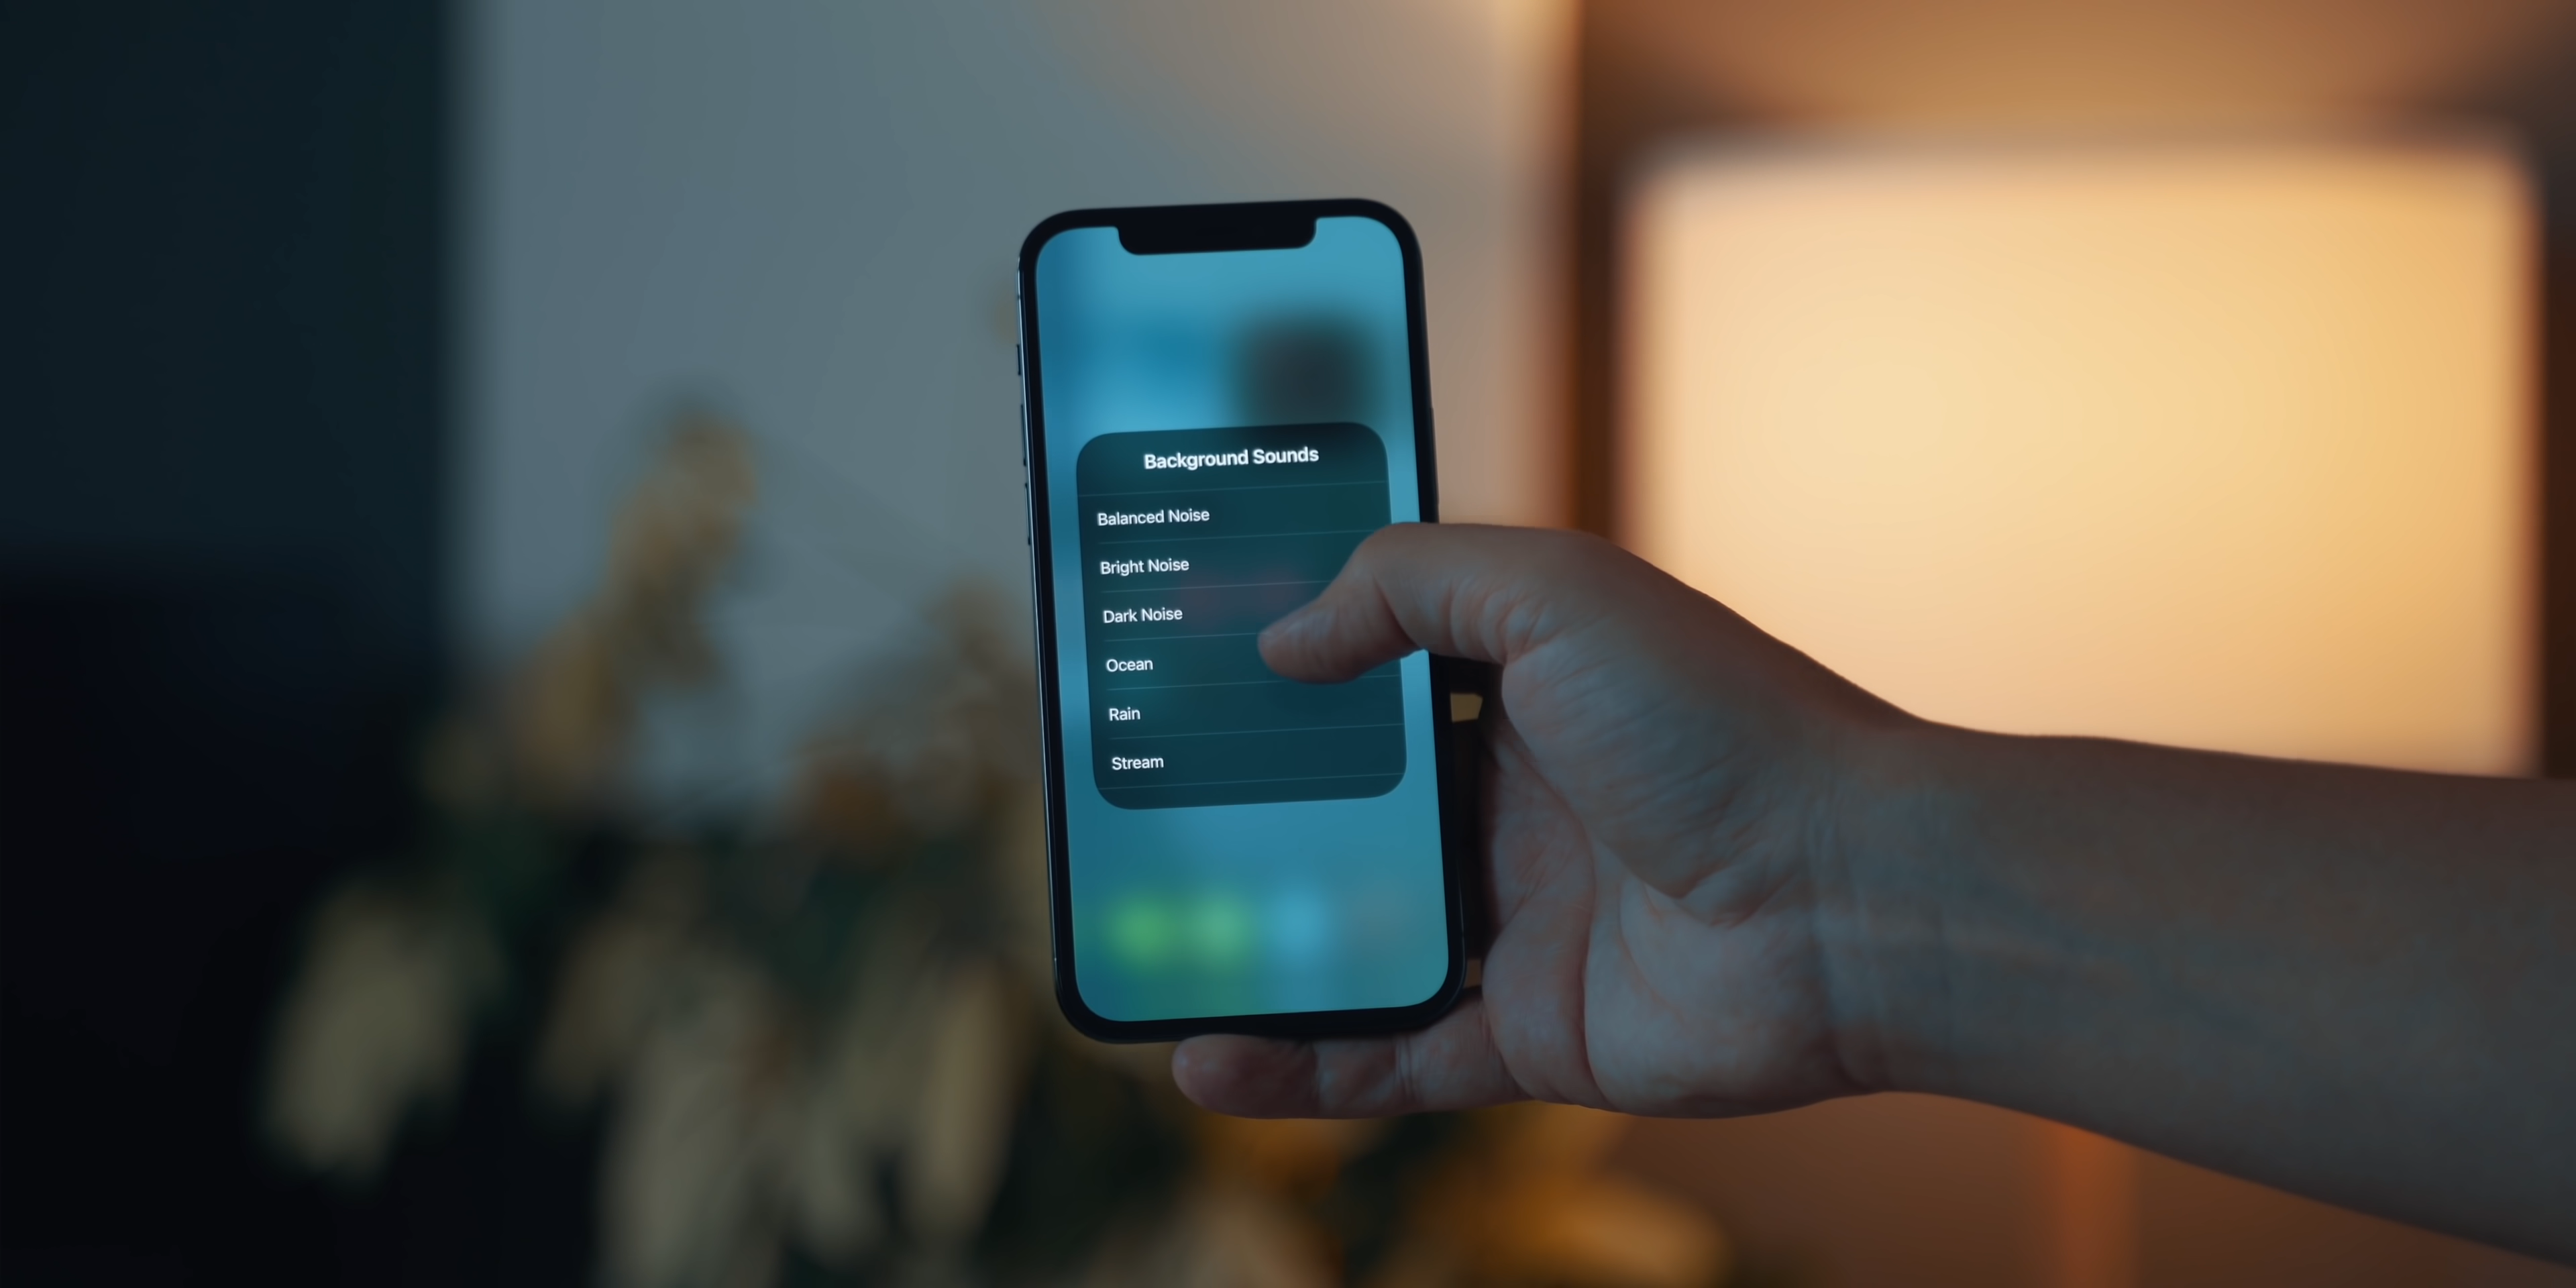 Background Sounds
Balanced Noise
Bright Noise
Dark Noise
Ocean
Rain
Stream